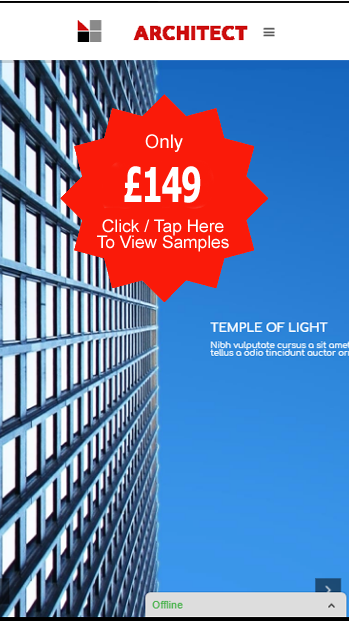 ARCHITECT
Only
£149
Click / Tap Here
To View Samples
TEMPLE OF LIGHT
Nibh vulputate cursus a sit amet
tellus a odio tincidunt auctor
Offline